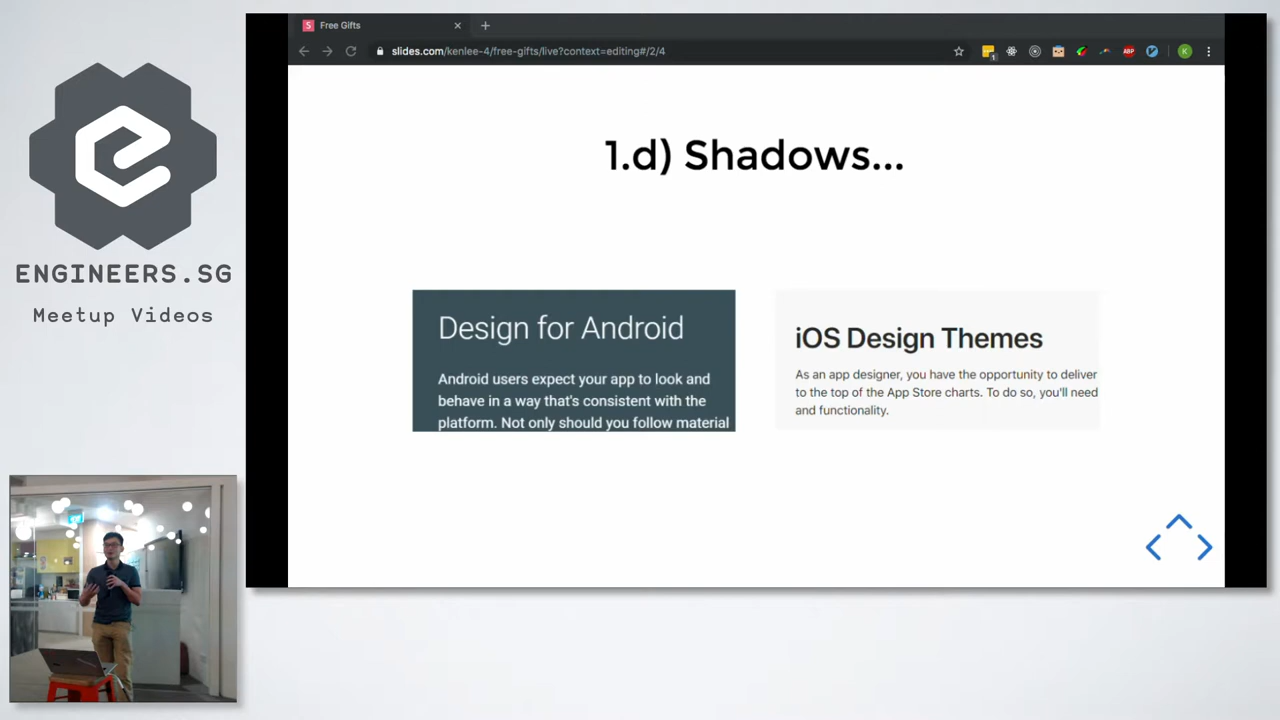 ENGINEERS.SG
Meetup Videos
Free Gifts
slides.com/kenlee-4/free-gifts/live?context=editing#/2/4
ABP
K
1.d) Shadows...
Design for Android
Android users expect your app to look and
behave in a way that's consistent with the
platform. Not only should you follow material
iOS Design Themes
As an app designer, you have the opportunity to deliver
to the top of the App Store charts. To do so, you'll need
and functionality.